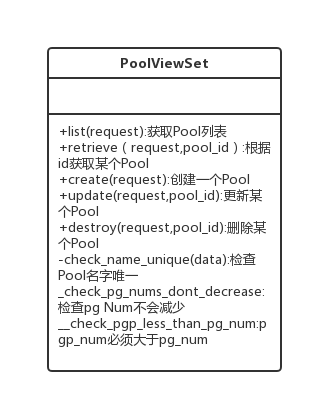 PoolViewSet
+list(request):获取Pool列表
+retrieve（request,pool_id）:根据
id获取某个Pool
+create(request):创建一个Pool
+update(request,pool_id):更新某
个Pool
+destroy(request,pool_id):删除某
个Pool
-check_name_unique(data):检查
Pool名字唯一
_check_pg_nums_dont_decrease:
检查pg Num不会减少
__check_pgp_less_than_pg_num:p
gp_num必须大于pg_num